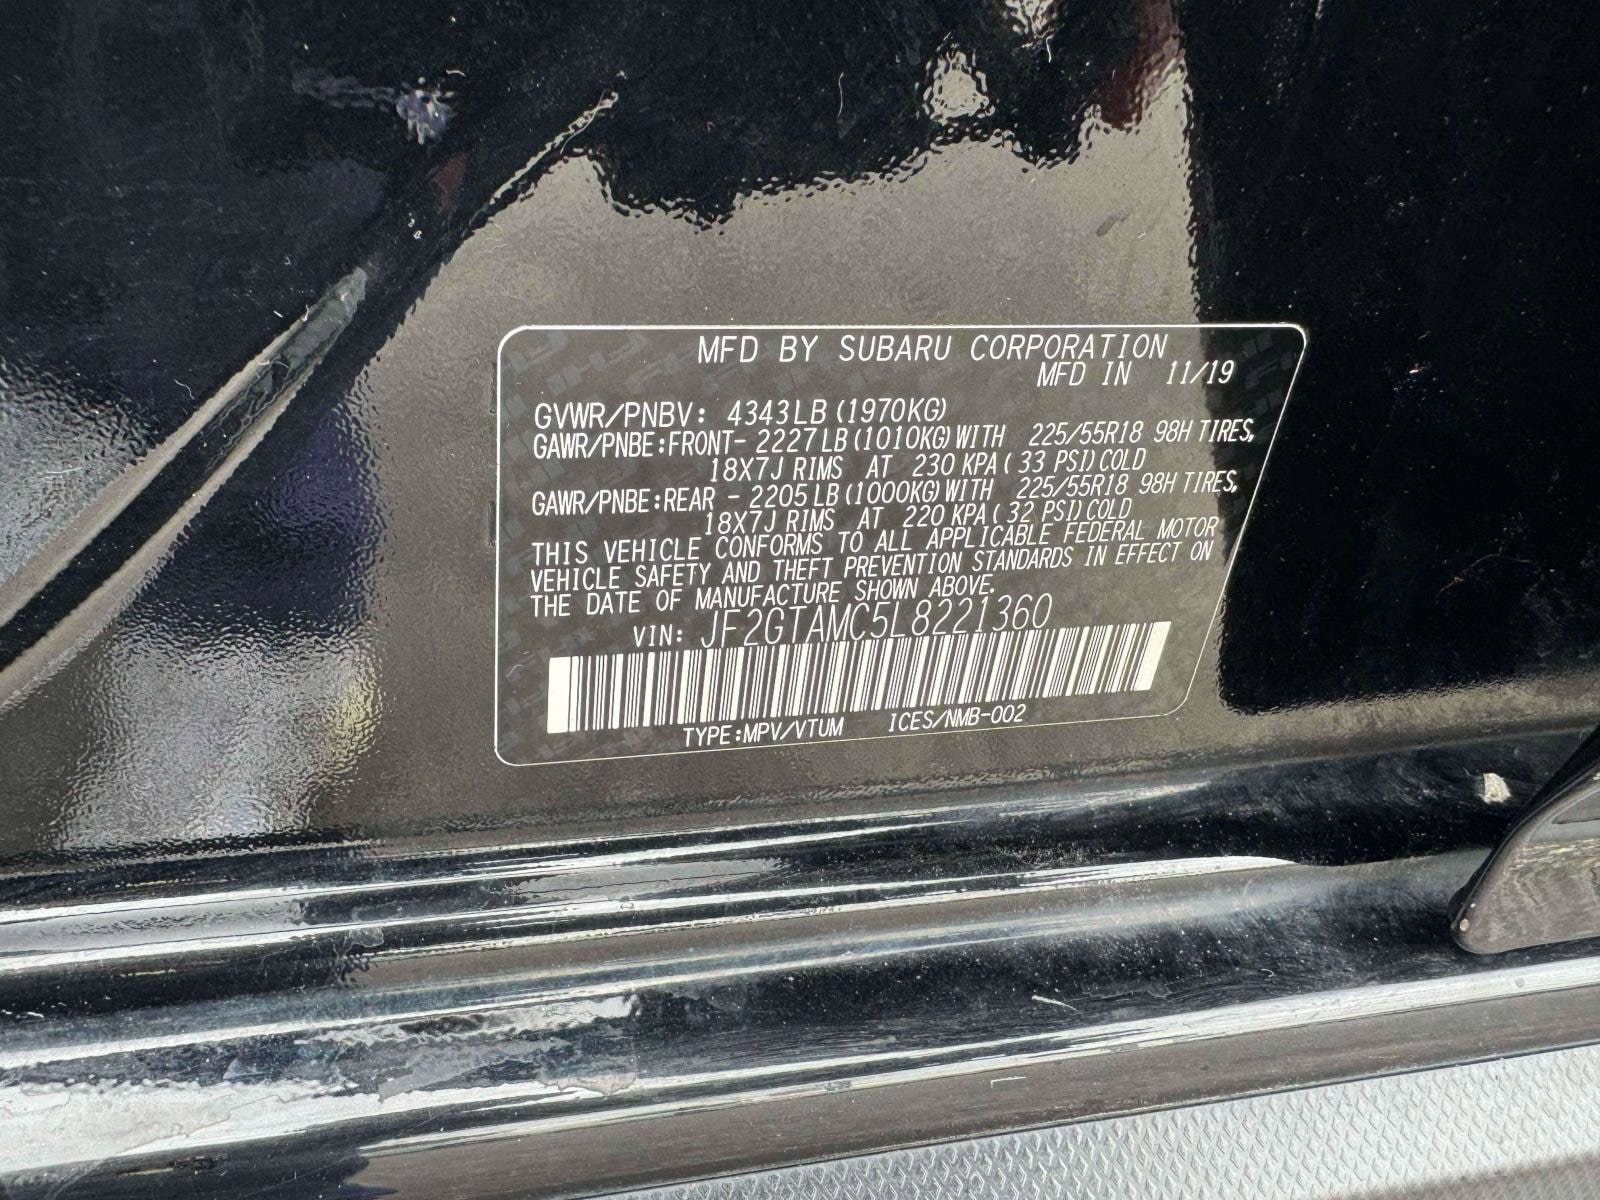 MFD BY SUBARU CORPORATION
MFD IN 11/19
GVWR/PNBV: 4343LB (1970KG)
GAWR/PNBE:FRONT- 2227LB (1010KG) WITH 225/55R18 98H TIRES,
18X7J RIMS AT 230 KPA ( 33 PSI) COLD
GAWR/PNBE:REAR - 2205LB (1000KG) WITH 225/55R18 98H TIRES,
18X7J RIMS AT 220 KPA ( 32 PSI) COLD
THIS VEHICLE CONFORMS TO ALL APPLICABLE FEDERAL MOTOR
VEHICLE SAFETY AND THEFT PREVENTION STANDARDS IN EFFECT ON
THE DATE OF MANUFACTURE SHOWN ABOVE.
VIN: JF2GTAMC5L8221360
TYPE:MPV/VTUM ICES/NMB-002